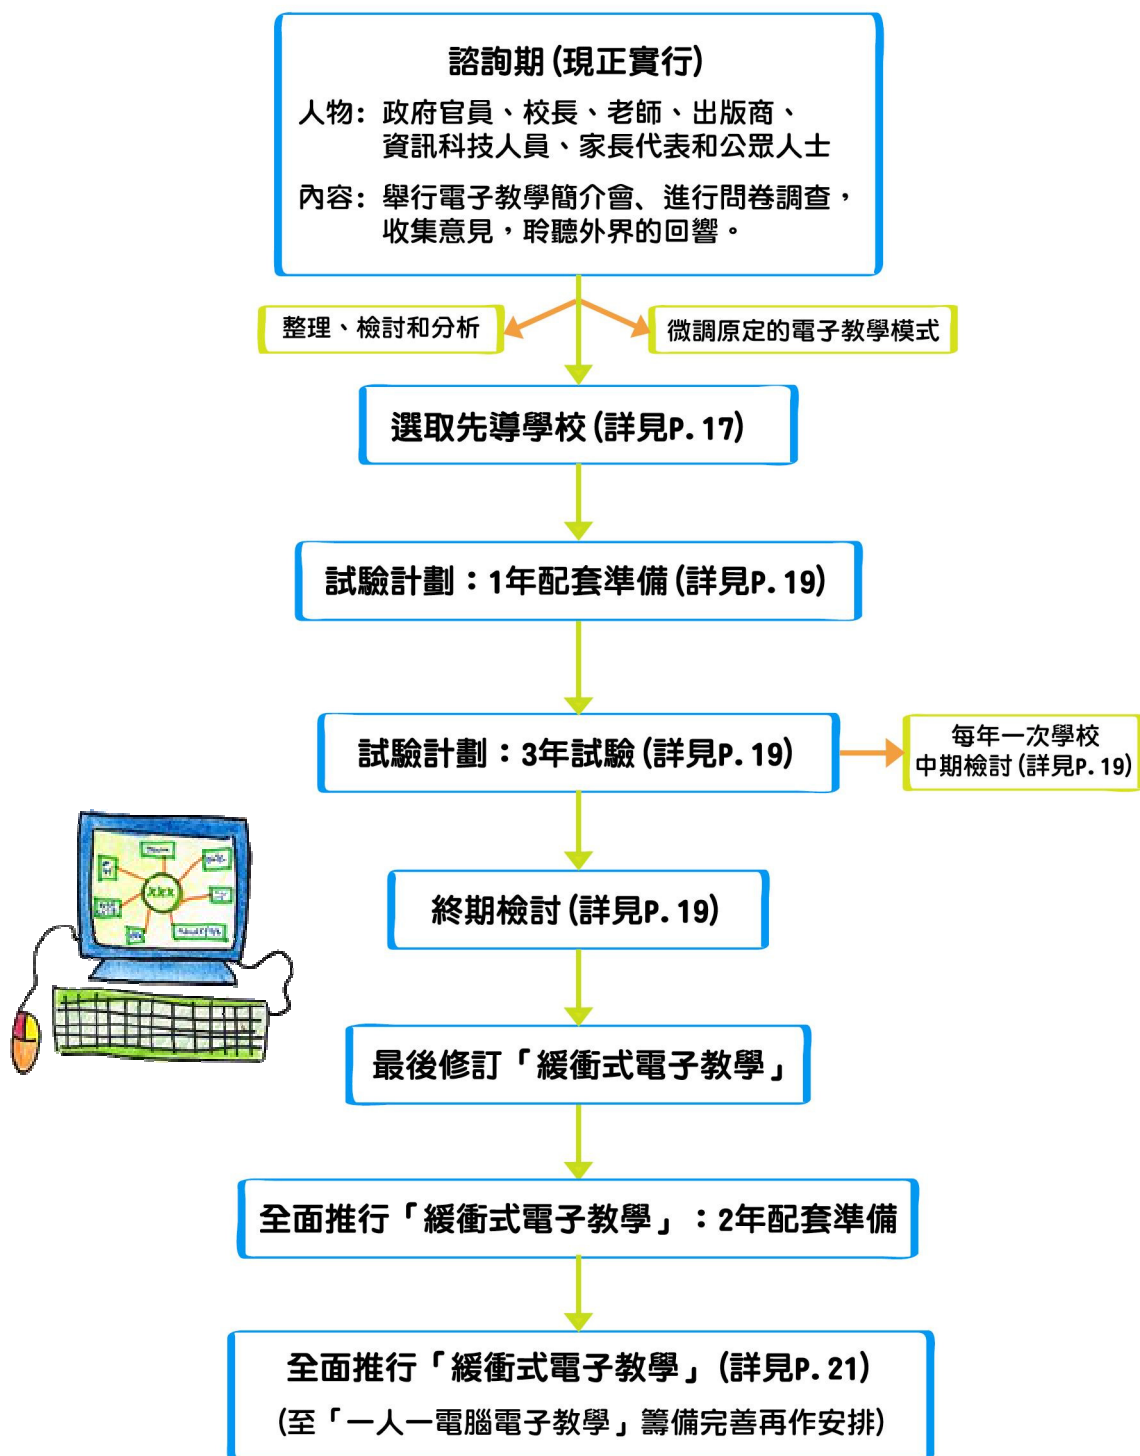 諮詢期(現正實行)
人物: 政府官員、校長、老師、出版商、
資訊科技人員、家長代表和公眾人士
內容: 舉行電子教學簡介會、進行問卷調查，
收集意見，聆聽外界的回響。
整理、檢討和分析
微調原定的電子教學模式
選取先導學校(詳見P.17)
試驗計劃：1年配套準備(詳見P.19)
試驗計劃：3年試驗(詳見P.19)
每年一次學校
中期檢討(詳見P.19)
終期檢討(詳見P.19)
最後修訂「緩衝式電子教學」
全面推行「緩衝式電子教學」：2年配套準備
全面推行「緩衝式電子教學」(詳見P.21)
(至「一人一電腦電子教學」籌備完善再作安排)